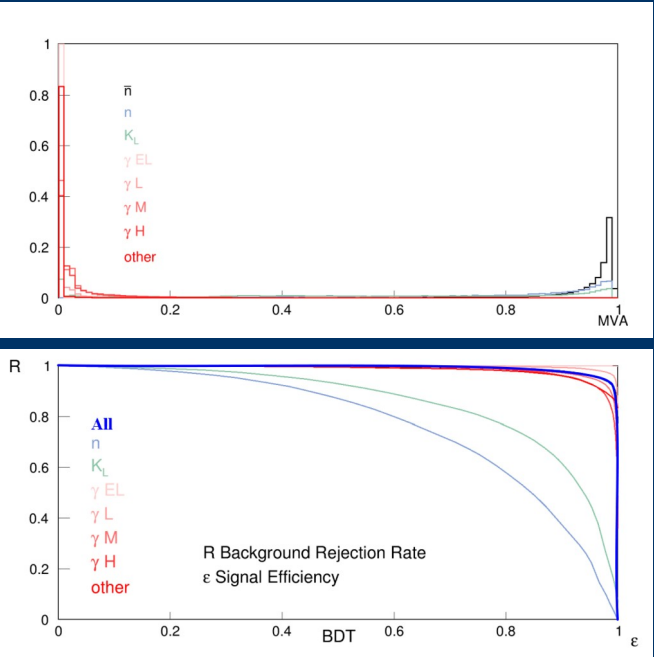 1
0.8
n̅
n
0.6
K_L
γ EL
0.4
γ L
γ M
γ H
0.2
other
0
0 0.2 0.4 0.6 0.8 1
MVA
R
1
0.8
All
n
0.6
K_L
γ EL
0.4
γ L
γ M
R Background Rejection Rate
γ H
0.2
ε Signal Efficiency
other
0
0 0.2 0.4 0.6 0.8 1
BDT ε